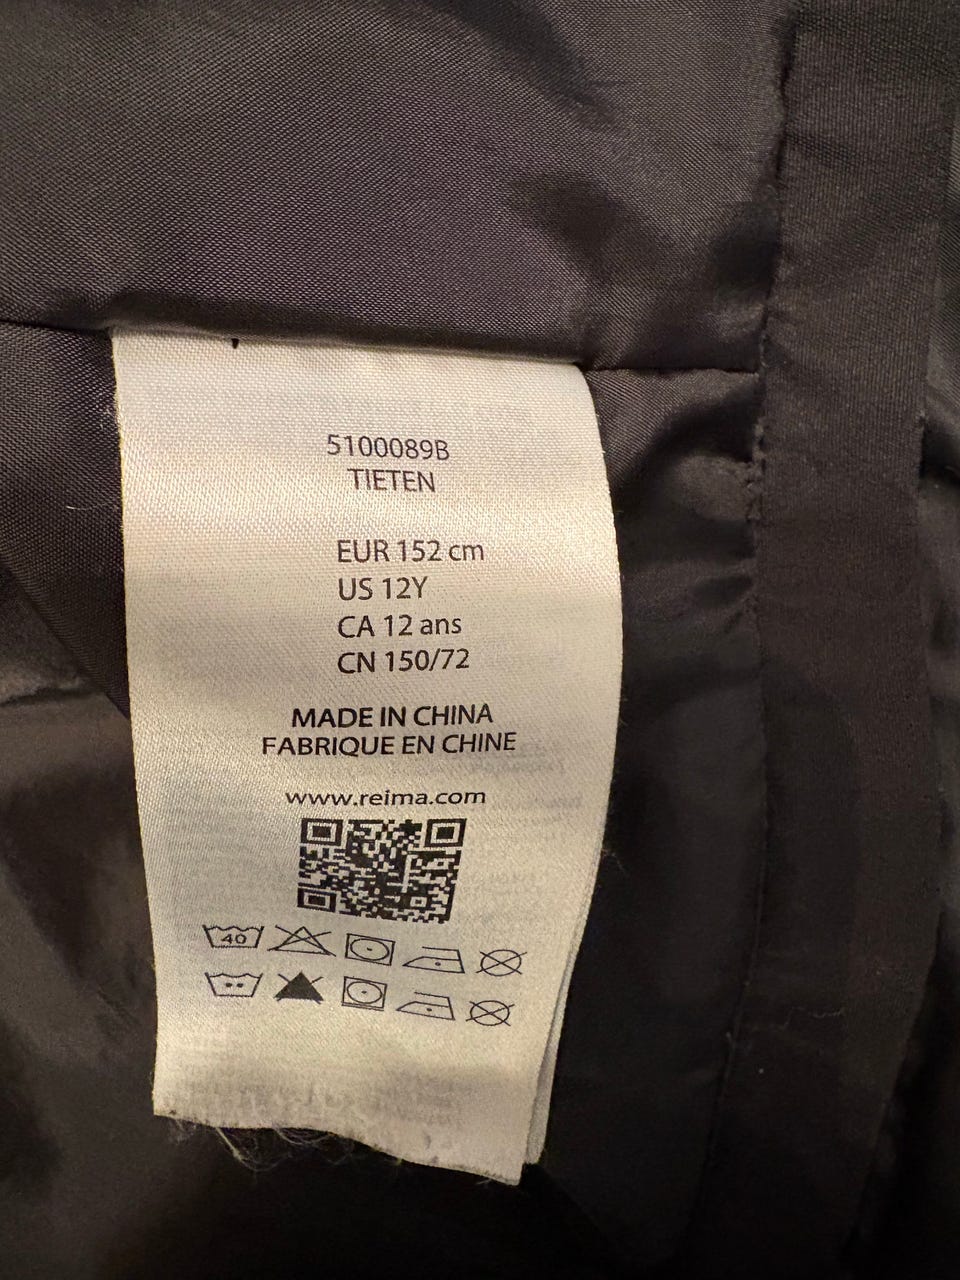 5100089B
TIETEN
EUR 152 cm
US 12Y
CA 12 ans
CN 150/72
MADE IN CHINA
FABRIQUE EN CHINE
www.reima.com
40